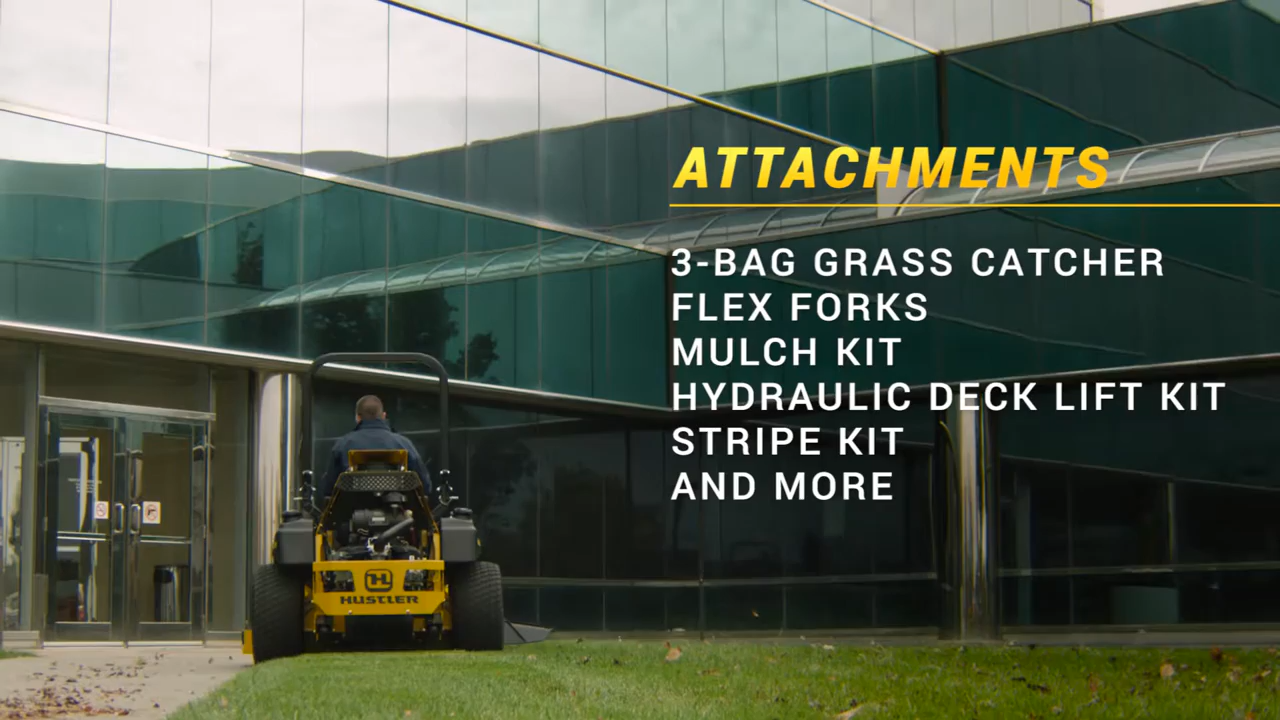 ATTACHMENTS
3-BAG GRASS CATCHER
FLEX FORKS
MULCH KIT
HYDRAULIC DECK LIFT KIT
STRIPE KIT
AND MORE
H
HUSTLER